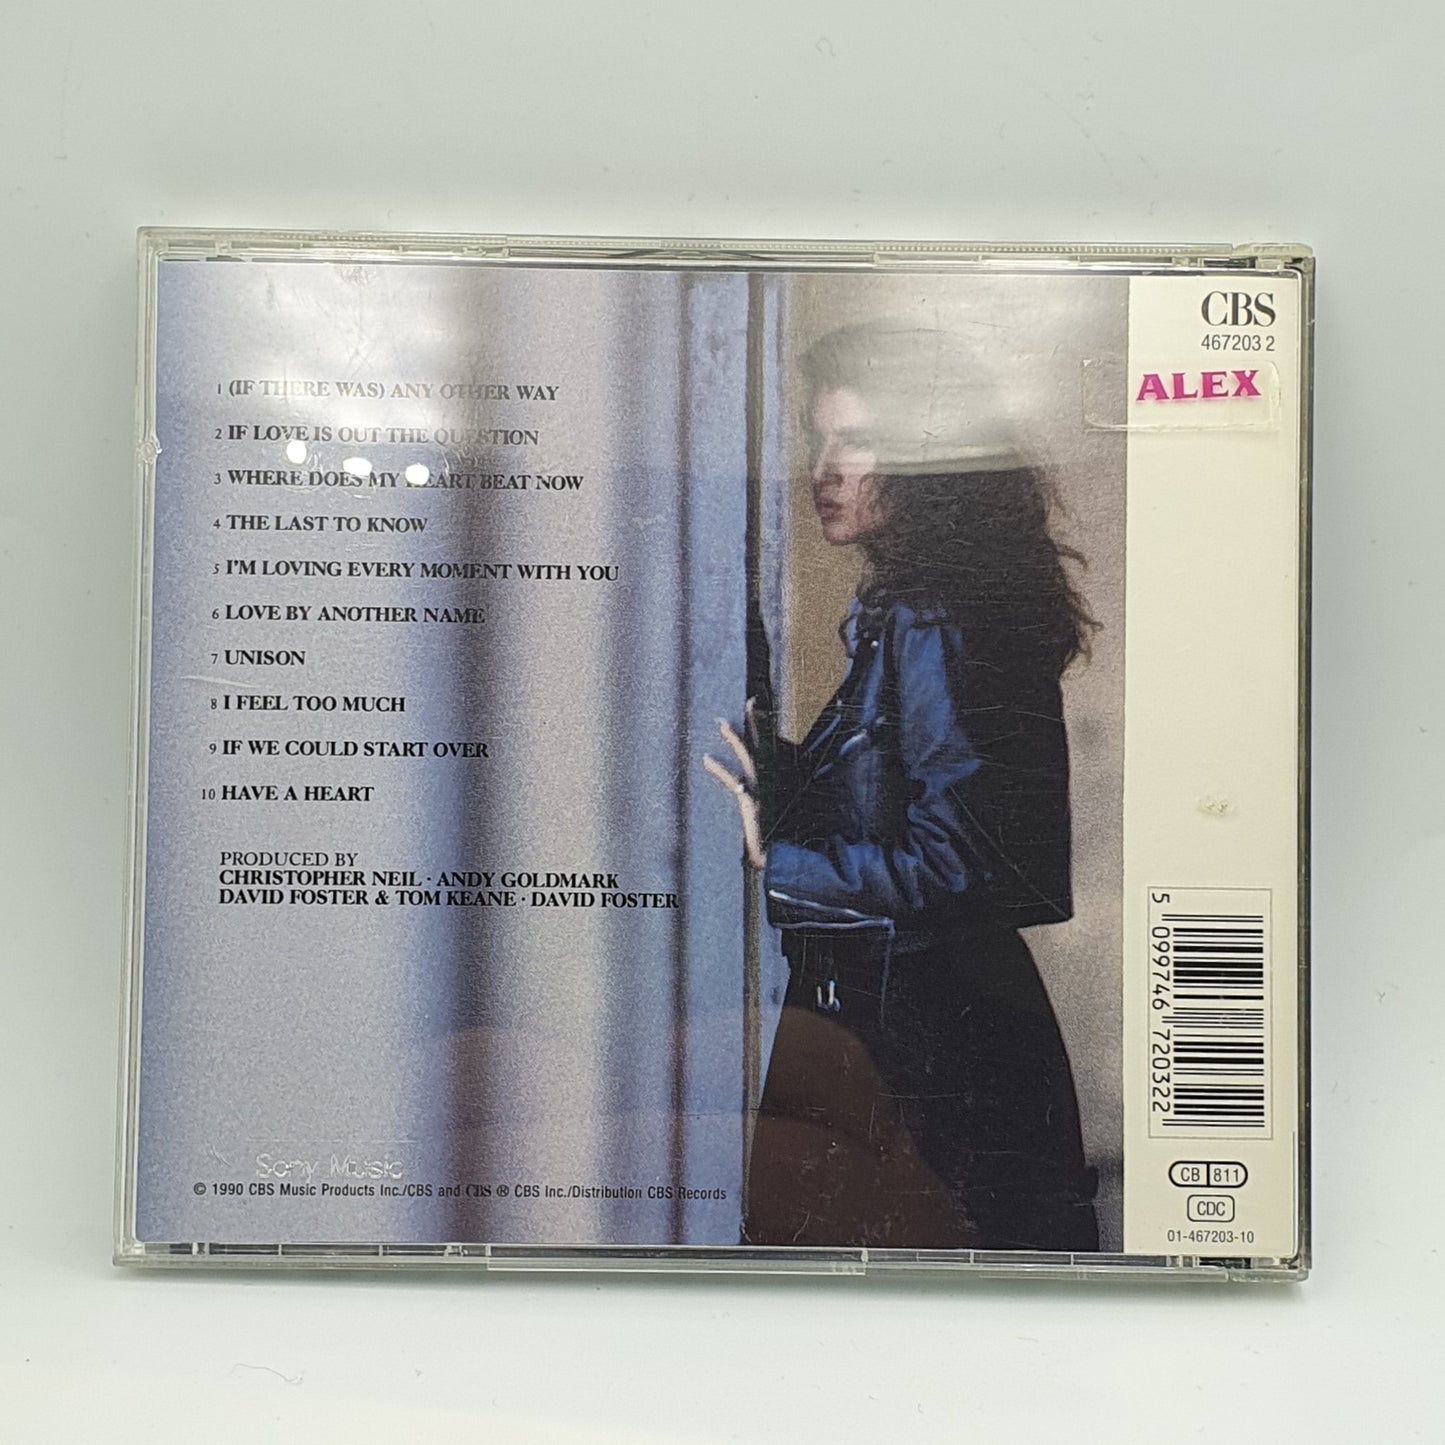 1 (IF THERE WAS) ANY OTHER WAY
2 IF LOVE IS OUT THE QUESTION
3 WHERE DOES MY HEART BEAT NOW
4 THE LAST TO KNOW
5 I'M LOVING EVERY MOMENT WITH YOU
6 LOVE BY ANOTHER NAME
7 UNISON
8 I FEEL TOO MUCH
9 IF WE COULD START OVER
10 HAVE A HEART
PRODUCED BY
CHRISTOPHER NEIL · ANDY GOLDMARK
DAVID FOSTER & TOM KEANE · DAVID FOSTER
Sony Music
© 1990 CBS Music Products Inc./CBS and CBS ® CBS Inc./Distribution CBS Records
CBS
467203 2
ALEX
5 099746 720322
CB 811
CDC
01-467203-10